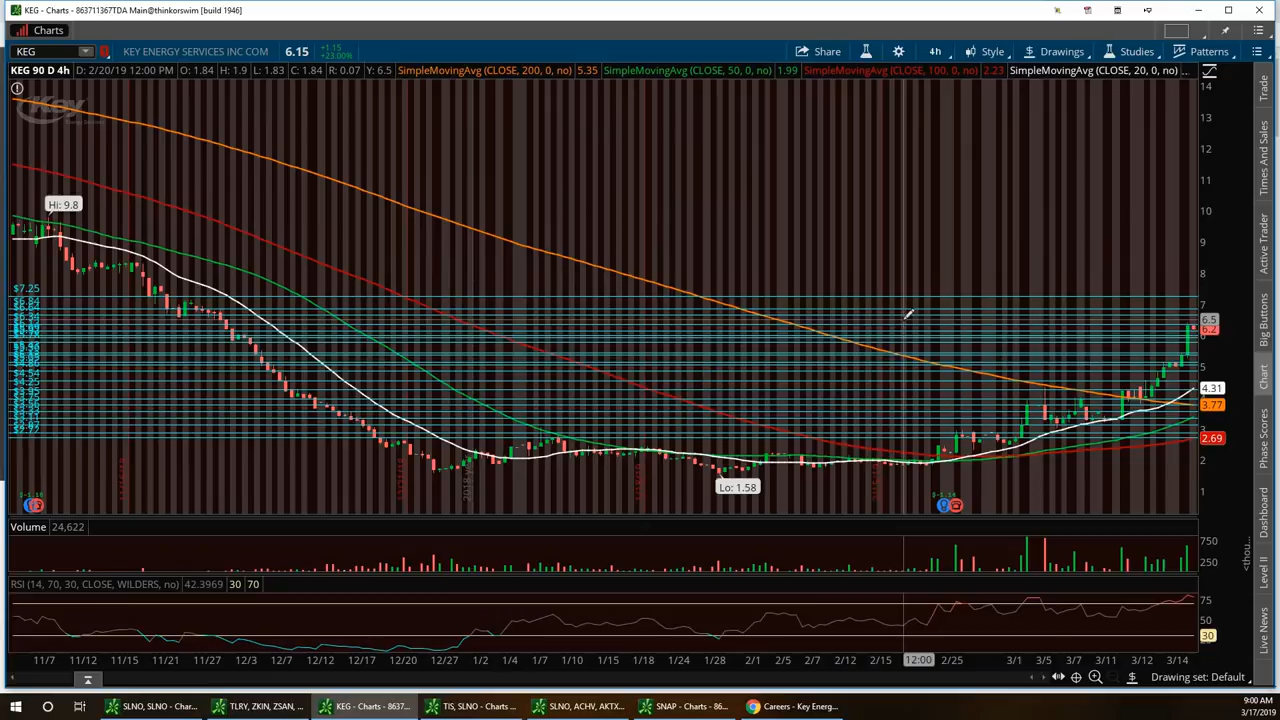 KEG - Charts - 863711367TDA Main@thinkorswim [build 1946]
Charts
KEG KEY ENERGY SERVICES INC COM 6.15 +1.15 +23.00% Share 4h Style Drawings Studies Patterns
KEG 90 D 4h D: 2/20/19 12:00 PM O: 1.84 H: 1.9 L: 1.83 C: 1.84 R: 0.07 Y: 6.5 SimpleMovingAvg (CLOSE, 200, 0, no) 5.35 SimpleMovingAvg (CLOSE, 50, 0, no) 1.99 SimpleMovingAvg (CLOSE, 100, 0, no) 2.23 SimpleMovingAvg (CLOSE, 20, 0, no) ...
Key
Energy Services
Hi: 9.8
$7.25
$4.54
$4.25
Lo: 1.58
14
13
12
11
10
9
8
7
6.5
6.2
5
4.31
3.77
3
2.69
2
1
Volume 24,622
750
250
<thou...
RSI (14, 70, 30, CLOSE, WILDERS, no) 42.3969 30 70
75
50
30
11/7 11/12 11/15 11/21 11/27 12/3 12/7 12/12 12/17 12/20 12/27 1/2 1/4 1/7 1/10 1/15 1/18 1/24 1/28 2/1 2/5 2/7 2/12 2/15 12:00 2/25 3/1 3/5 3/7 3/11 3/12 3/14
Drawing set: Default
Trade
Times And Sales
Active Trader
Big Buttons
Chart
Phase Scores
Dashboard
Level II
Live News
SLNO, SLNO - Char... TLRY, ZKIN, ZSAN, ... KEG - Charts - 8637... TIS, SLNO - Charts ... SLNO, ACHV, AKTX... SNAP - Charts - 86... Careers - Key Energ...
9:00 AM
3/17/2019